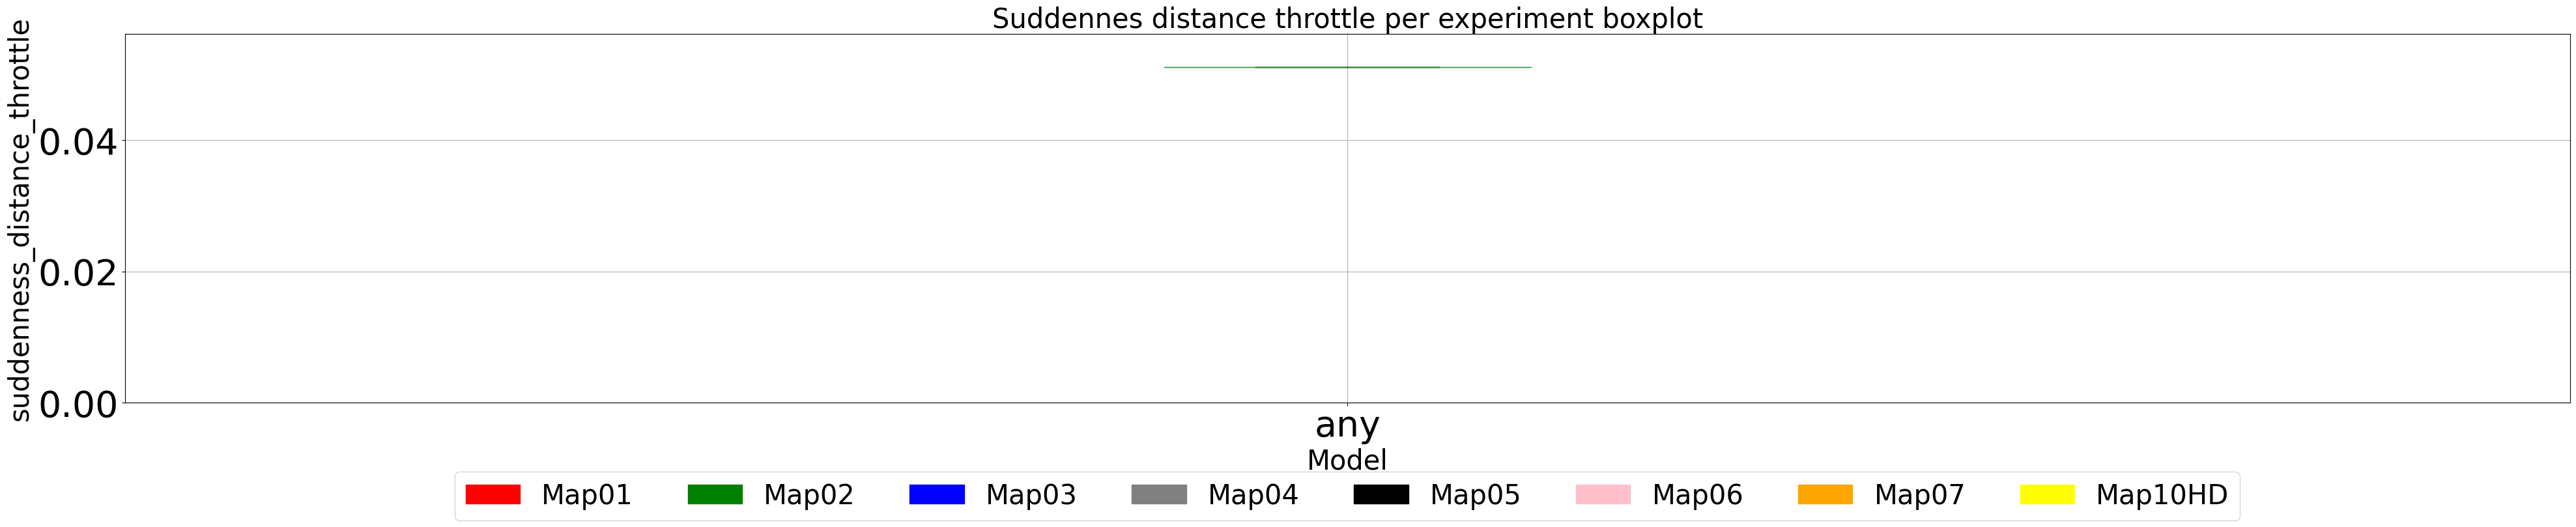 Suddennes distance throttle per experiment boxplot
suddenness_distance_throttle
0.04
0.02
0.00
any
Model
Map01 Map02 Map03 Map04 Map05 Map06 Map07 Map10HD